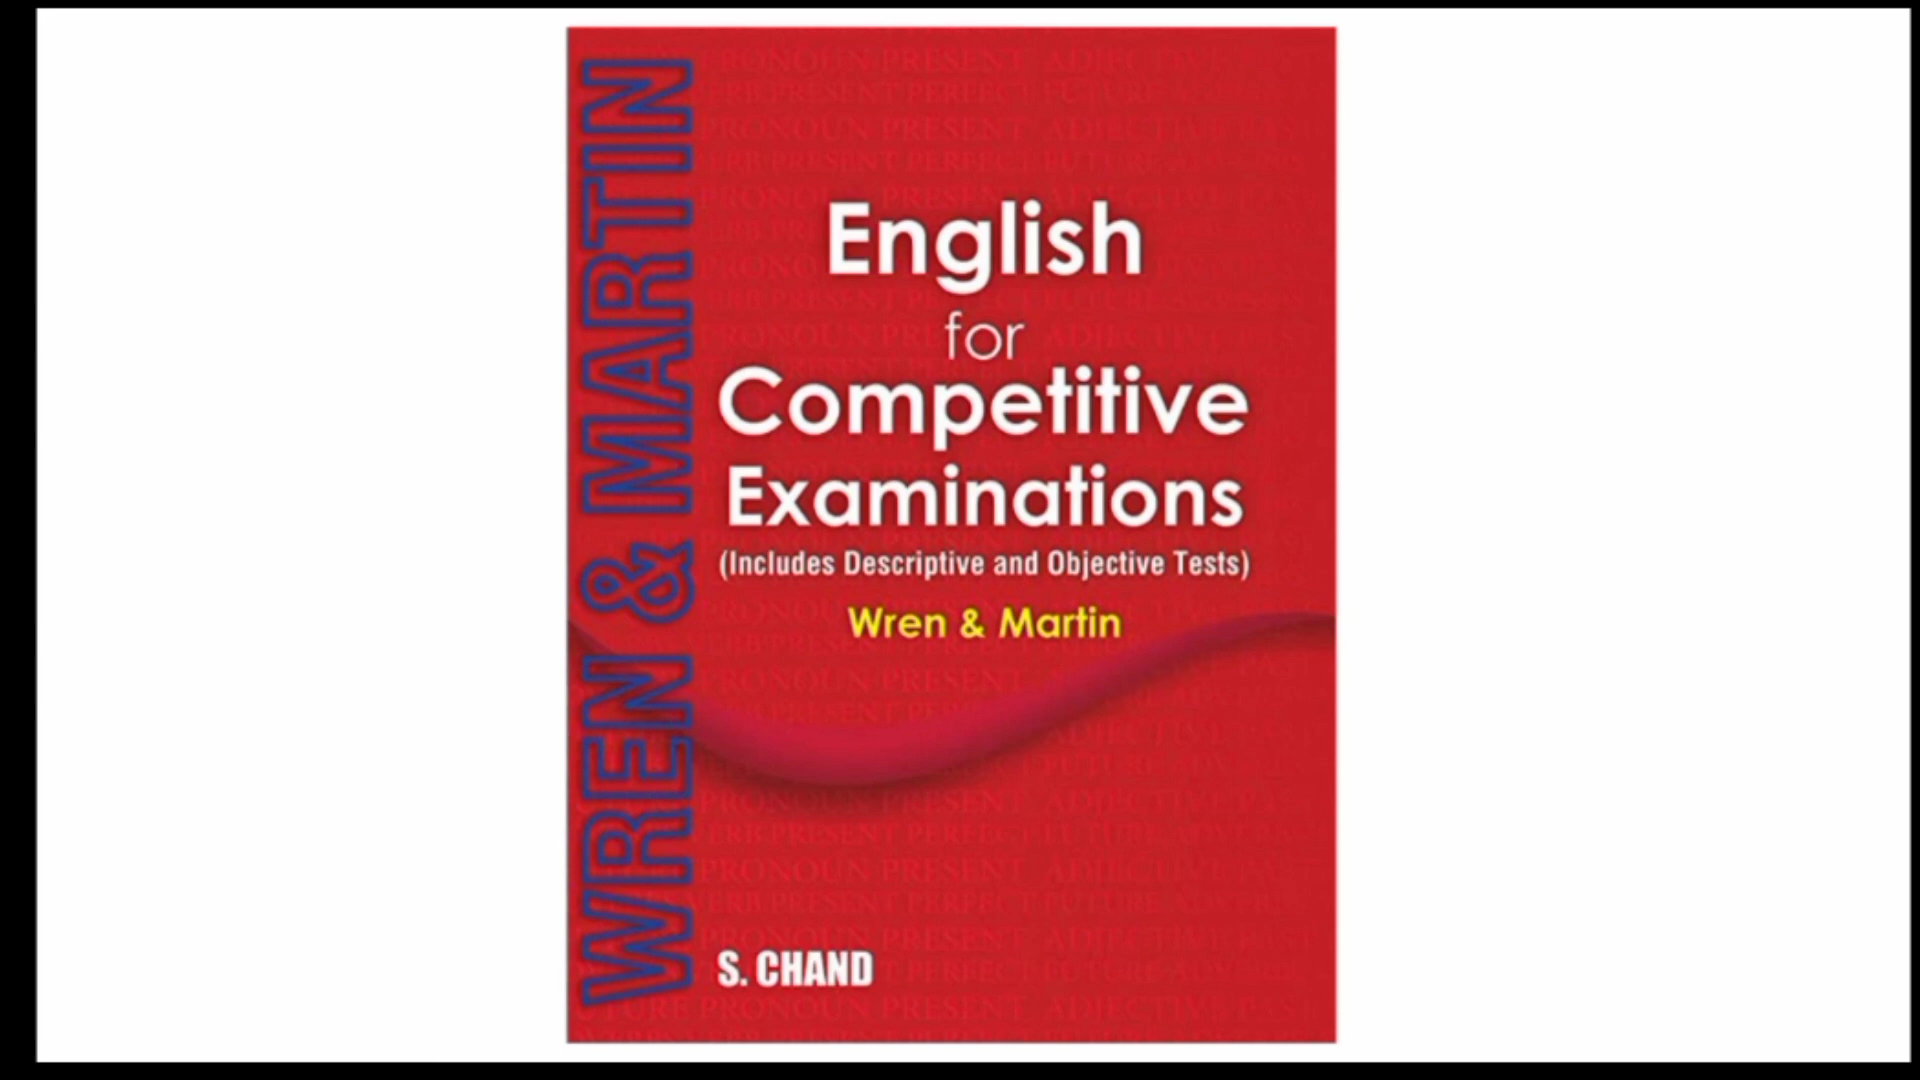 WREN & MARTIN
English
for
Competitive
Examinations
(Includes Descriptive and Objective Tests)
Wren & Martin
S. CHAND